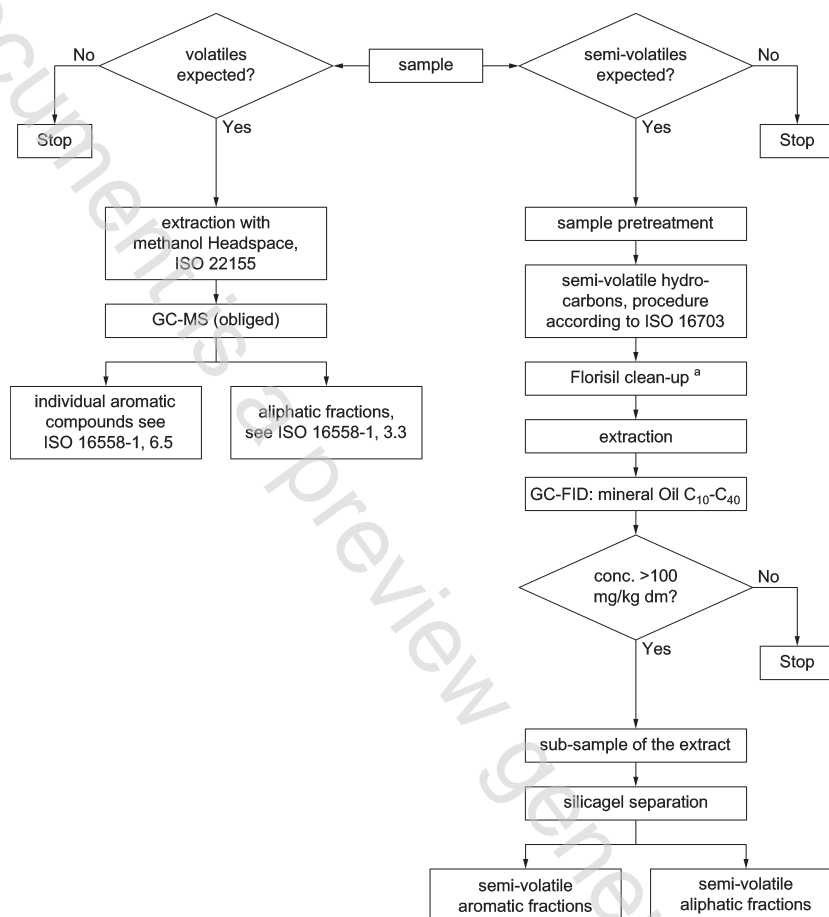 No
volatiles
expected?
sample
semi-volatiles
expected?
No
Stop
Yes
Yes
Stop
extraction with
methanol Headspace,
ISO 22155
GC-MS (obliged)
individual aromatic
compounds see
ISO 16558-1, 6.5
aliphatic fractions,
see ISO 16558-1, 3.3
sample pretreatment
semi-volatile hydro-
carbons, procedure
according to ISO 16703
Florisil clean-up a
extraction
GC-FID: mineral Oil C10-C40
conc. >100
mg/kg dm?
No
Yes
Stop
sub-sample of the extract
silicagel separation
semi-volatile
aromatic fractions
semi-volatile
aliphatic fractions
cument is a preview gene